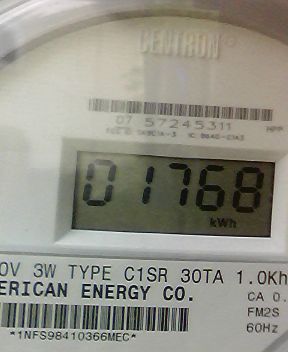 CENTRON®
07 57245311
HPP
01768
kWh
0V 3W TYPE C1SR 30TA 1.0Kh
ERICAN ENERGY CO.
CA 0.
FM2S
60Hz
*1NFS98410366MEC*